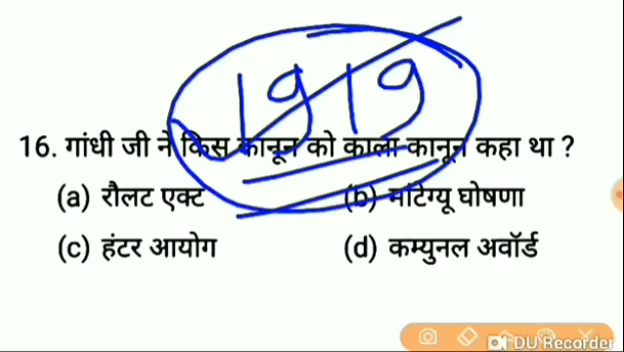 1919
16. गांधी जी ने किस कानून को काला कानून कहा था ?
(a) रौलट एक्ट (b) मांटेग्यू घोषणा
(c) हंटर आयोग (d) कम्युनल अवॉर्ड
DU Recorder